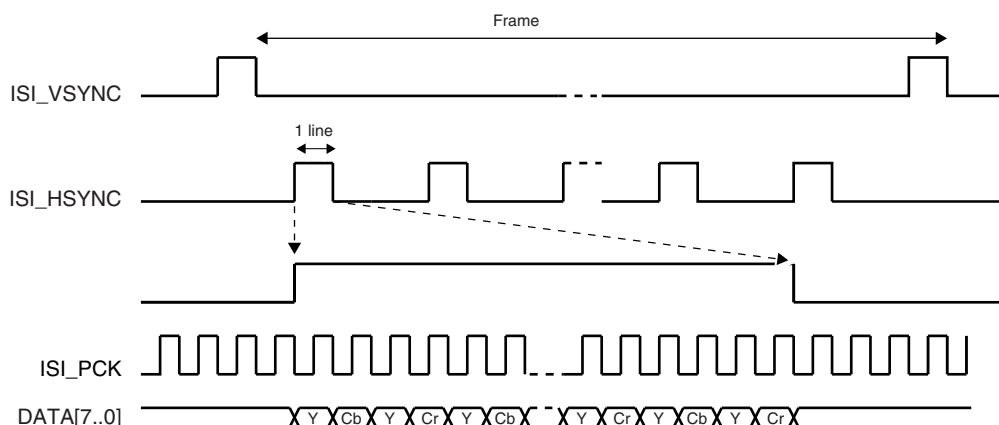 Frame
ISI_VSYNC
1 line
ISI_HSYNC
ISI_PCK
DATA[7..0] Y Cb Y Cr Y Cb Y Cr Y Cb Y Cr